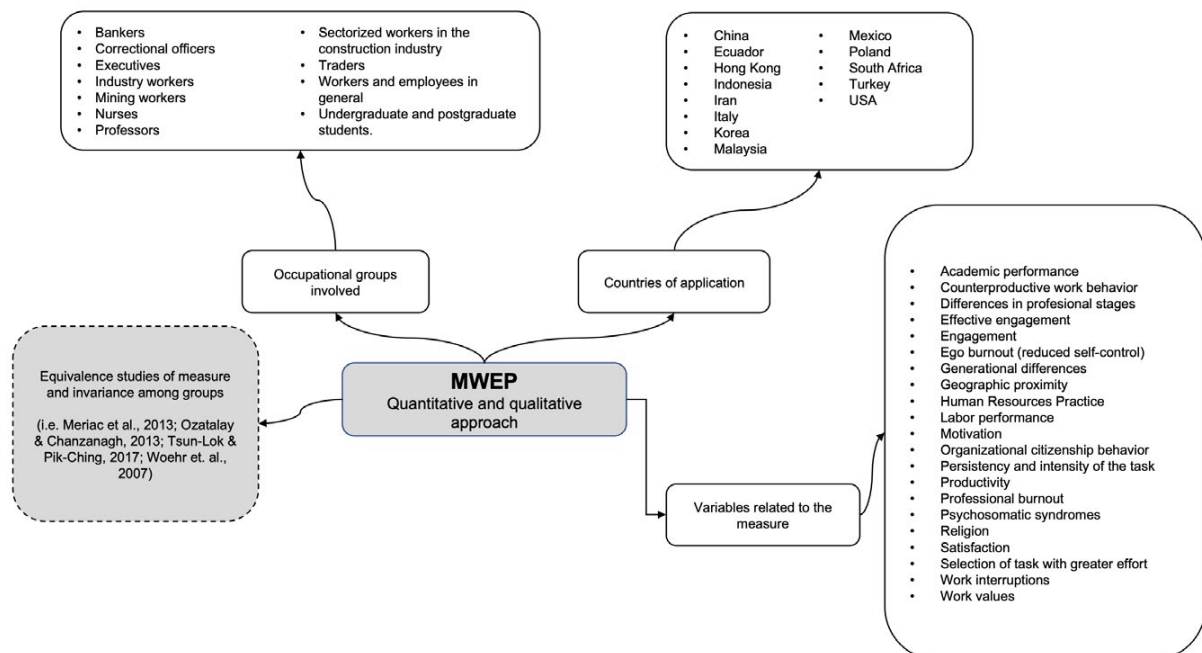 Bankers
Correctional officers
Executives
Industry workers
Mining workers
Nurses
Professors
Sectorized workers in the
construction industry
Traders
Workers and employees in
general
Undergraduate and postgraduate
students.
China
Ecuador
Hong Kong
Indonesia
Iran
Italy
Korea
Malaysia
Mexico
Poland
South Africa
Turkey
USA
Occupational groups
involved
Countries of application
Equivalence studies of measure
and invariance among groups
(i.e. Meriac et al., 2013; Ozatalay
& Chanzanagh, 2013; Tsun-Lok &
Pik-Ching, 2017; Woehr et. al.,
2007)
MWEP
Quantitative and qualitative
approach
Variables related to the
measure
Academic performance
Counterproductive work behavior
Differences in profesional stages
Effective engagement
Engagement
Ego burnout (reduced self-control)
Generational differences
Geographic proximity
Human Resources Practice
Labor performance
Motivation
Organizational citizenship behavior
Persistency and intensity of the task
Productivity
Professional burnout
Psychosomatic syndromes
Religion
Satisfaction
Selection of task with greater effort
Work interruptions
Work values